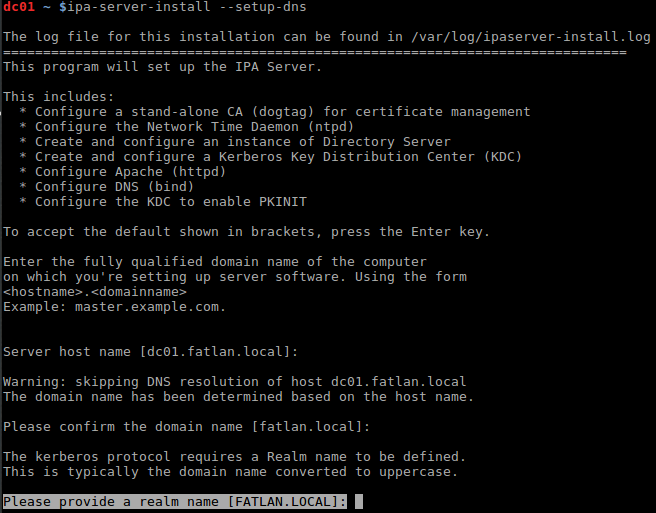 dc01 ~ $ipa-server-install --setup-dns
The log file for this installation can be found in /var/log/ipaserver-install.log
==============================================================================
This program will set up the IPA Server.
This includes:
* Configure a stand-alone CA (dogtag) for certificate management
* Configure the Network Time Daemon (ntpd)
* Create and configure an instance of Directory Server
* Create and configure a Kerberos Key Distribution Center (KDC)
* Configure Apache (httpd)
* Configure DNS (bind)
* Configure the KDC to enable PKINIT
To accept the default shown in brackets, press the Enter key.
Enter the fully qualified domain name of the computer
on which you're setting up server software. Using the form
<hostname>.<domainname>
Example: master.example.com.
Server host name [dc01.fatlan.local]:
Warning: skipping DNS resolution of host dc01.fatlan.local
The domain name has been determined based on the host name.
Please confirm the domain name [fatlan.local]:
The kerberos protocol requires a Realm name to be defined.
This is typically the domain name converted to uppercase.
Please provide a realm name [FATLAN.LOCAL]: